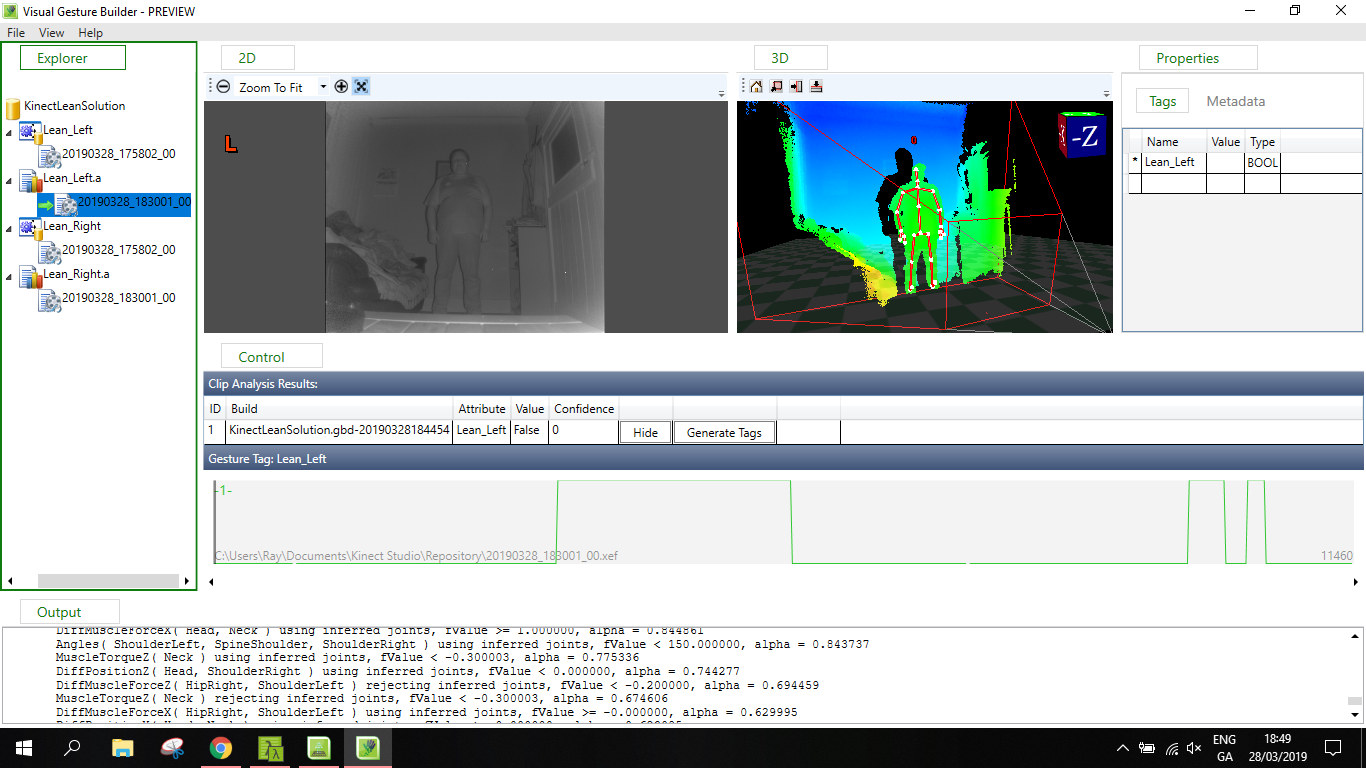 Visual Gesture Builder - PREVIEW
File View Help
Explorer
2D
3D
Properties
Zoom To Fit
L
-Z
Tags Metadata
Name Value Type
* Lean_Left BOOL
KinectLeanSolution
Lean_Left
20190328_175802_00
Lean_Left.a
20190328_183001_00
Lean_Right
20190328_175802_00
Lean_Right.a
20190328_183001_00
Control
Clip Analysis Results:
ID Build Attribute Value Confidence
1 KinectLeanSolution.gbd-20190328184454 Lean_Left False 0 Hide Generate Tags
Gesture Tag: Lean_Left
-1-
C:\Users\Ray\Documents\Kinect Studio\Repository\20190328_183001_00.xef 11460
Output
DiffMuscleForceX( Head, Neck ) using inferred joints, fValue >= 1.000000, alpha = 0.844861
Angles( ShoulderLeft, SpineShoulder, ShoulderRight ) using inferred joints, fValue < 150.000000, alpha = 0.843737
MuscleTorqueZ( Neck ) using inferred joints, fValue < -0.300003, alpha = 0.775336
DiffPositionZ( Head, ShoulderRight ) using inferred joints, fValue < 0.000000, alpha = 0.744277
DiffMuscleForceZ( HipRight, ShoulderLeft ) rejecting inferred joints, fValue < -0.200000, alpha = 0.694459
MuscleTorqueZ( Neck ) rejecting inferred joints, fValue < -0.300003, alpha = 0.674606
DiffMuscleForceX( HipRight, ShoulderLeft ) using inferred joints, fValue >= -0.000000, alpha = 0.629995
ENG
GA
18:49
28/03/2019